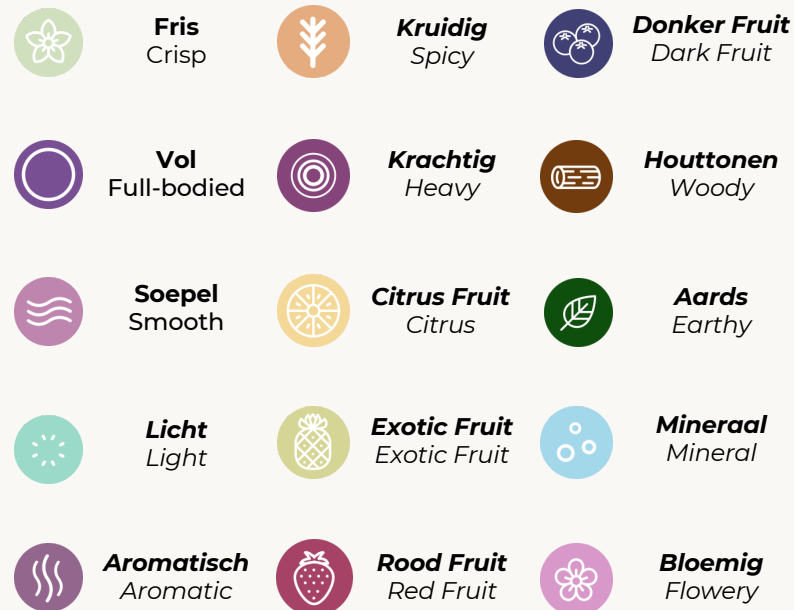 Fris
Crisp
Kruidig
Spicy
Donker Fruit
Dark Fruit
Vol
Full-bodied
Krachtig
Heavy
Houttonen
Woody
Soepel
Smooth
Citrus Fruit
Citrus
Aards
Earthy
Licht
Light
Exotic Fruit
Exotic Fruit
Mineraal
Mineral
Aromatisch
Aromatic
Rood Fruit
Red Fruit
Bloemig
Flowery